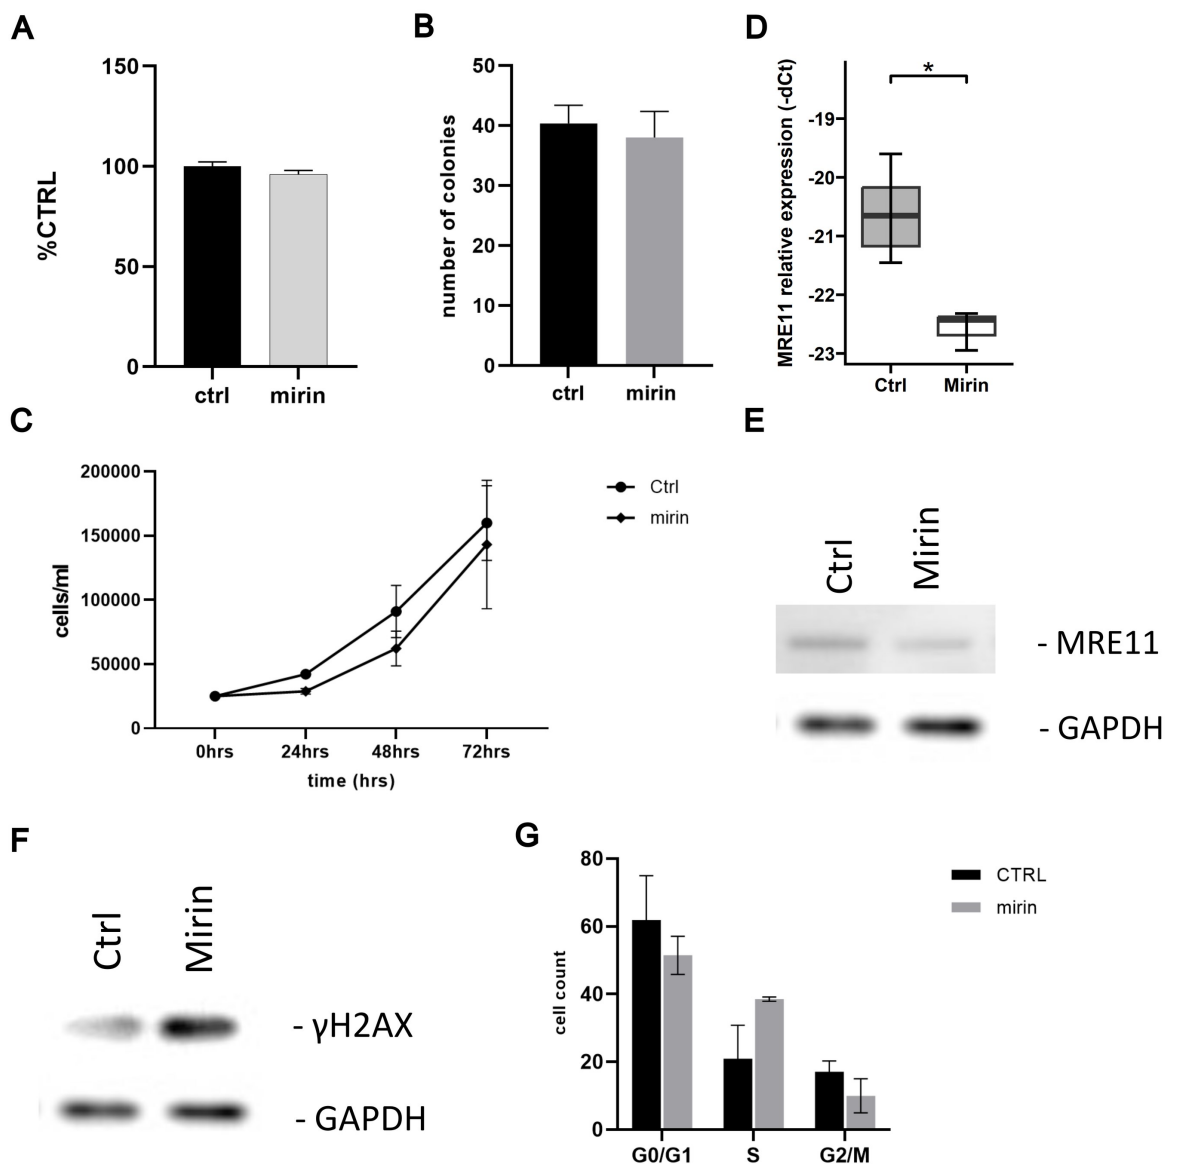 A
%CTRL
150
100
50
0
ctrl mirin
B
number of colonies
50
40
30
20
10
0
ctrl mirin
D
MRE11 relative expression (-dCt)
*
-19
-20
-21
-22
-23
Ctrl Mirin
C
cells/ml
200000
150000
100000
50000
0
0hrs 24hrs 48hrs 72hrs
time (hrs)
Ctrl
mirin
E
Ctrl
Mirin
- MRE11
- GAPDH
F
Ctrl
Mirin
- γH2AX
- GAPDH
G
cell count
80
60
40
20
0
G0/G1 S G2/M
CTRL
mirin